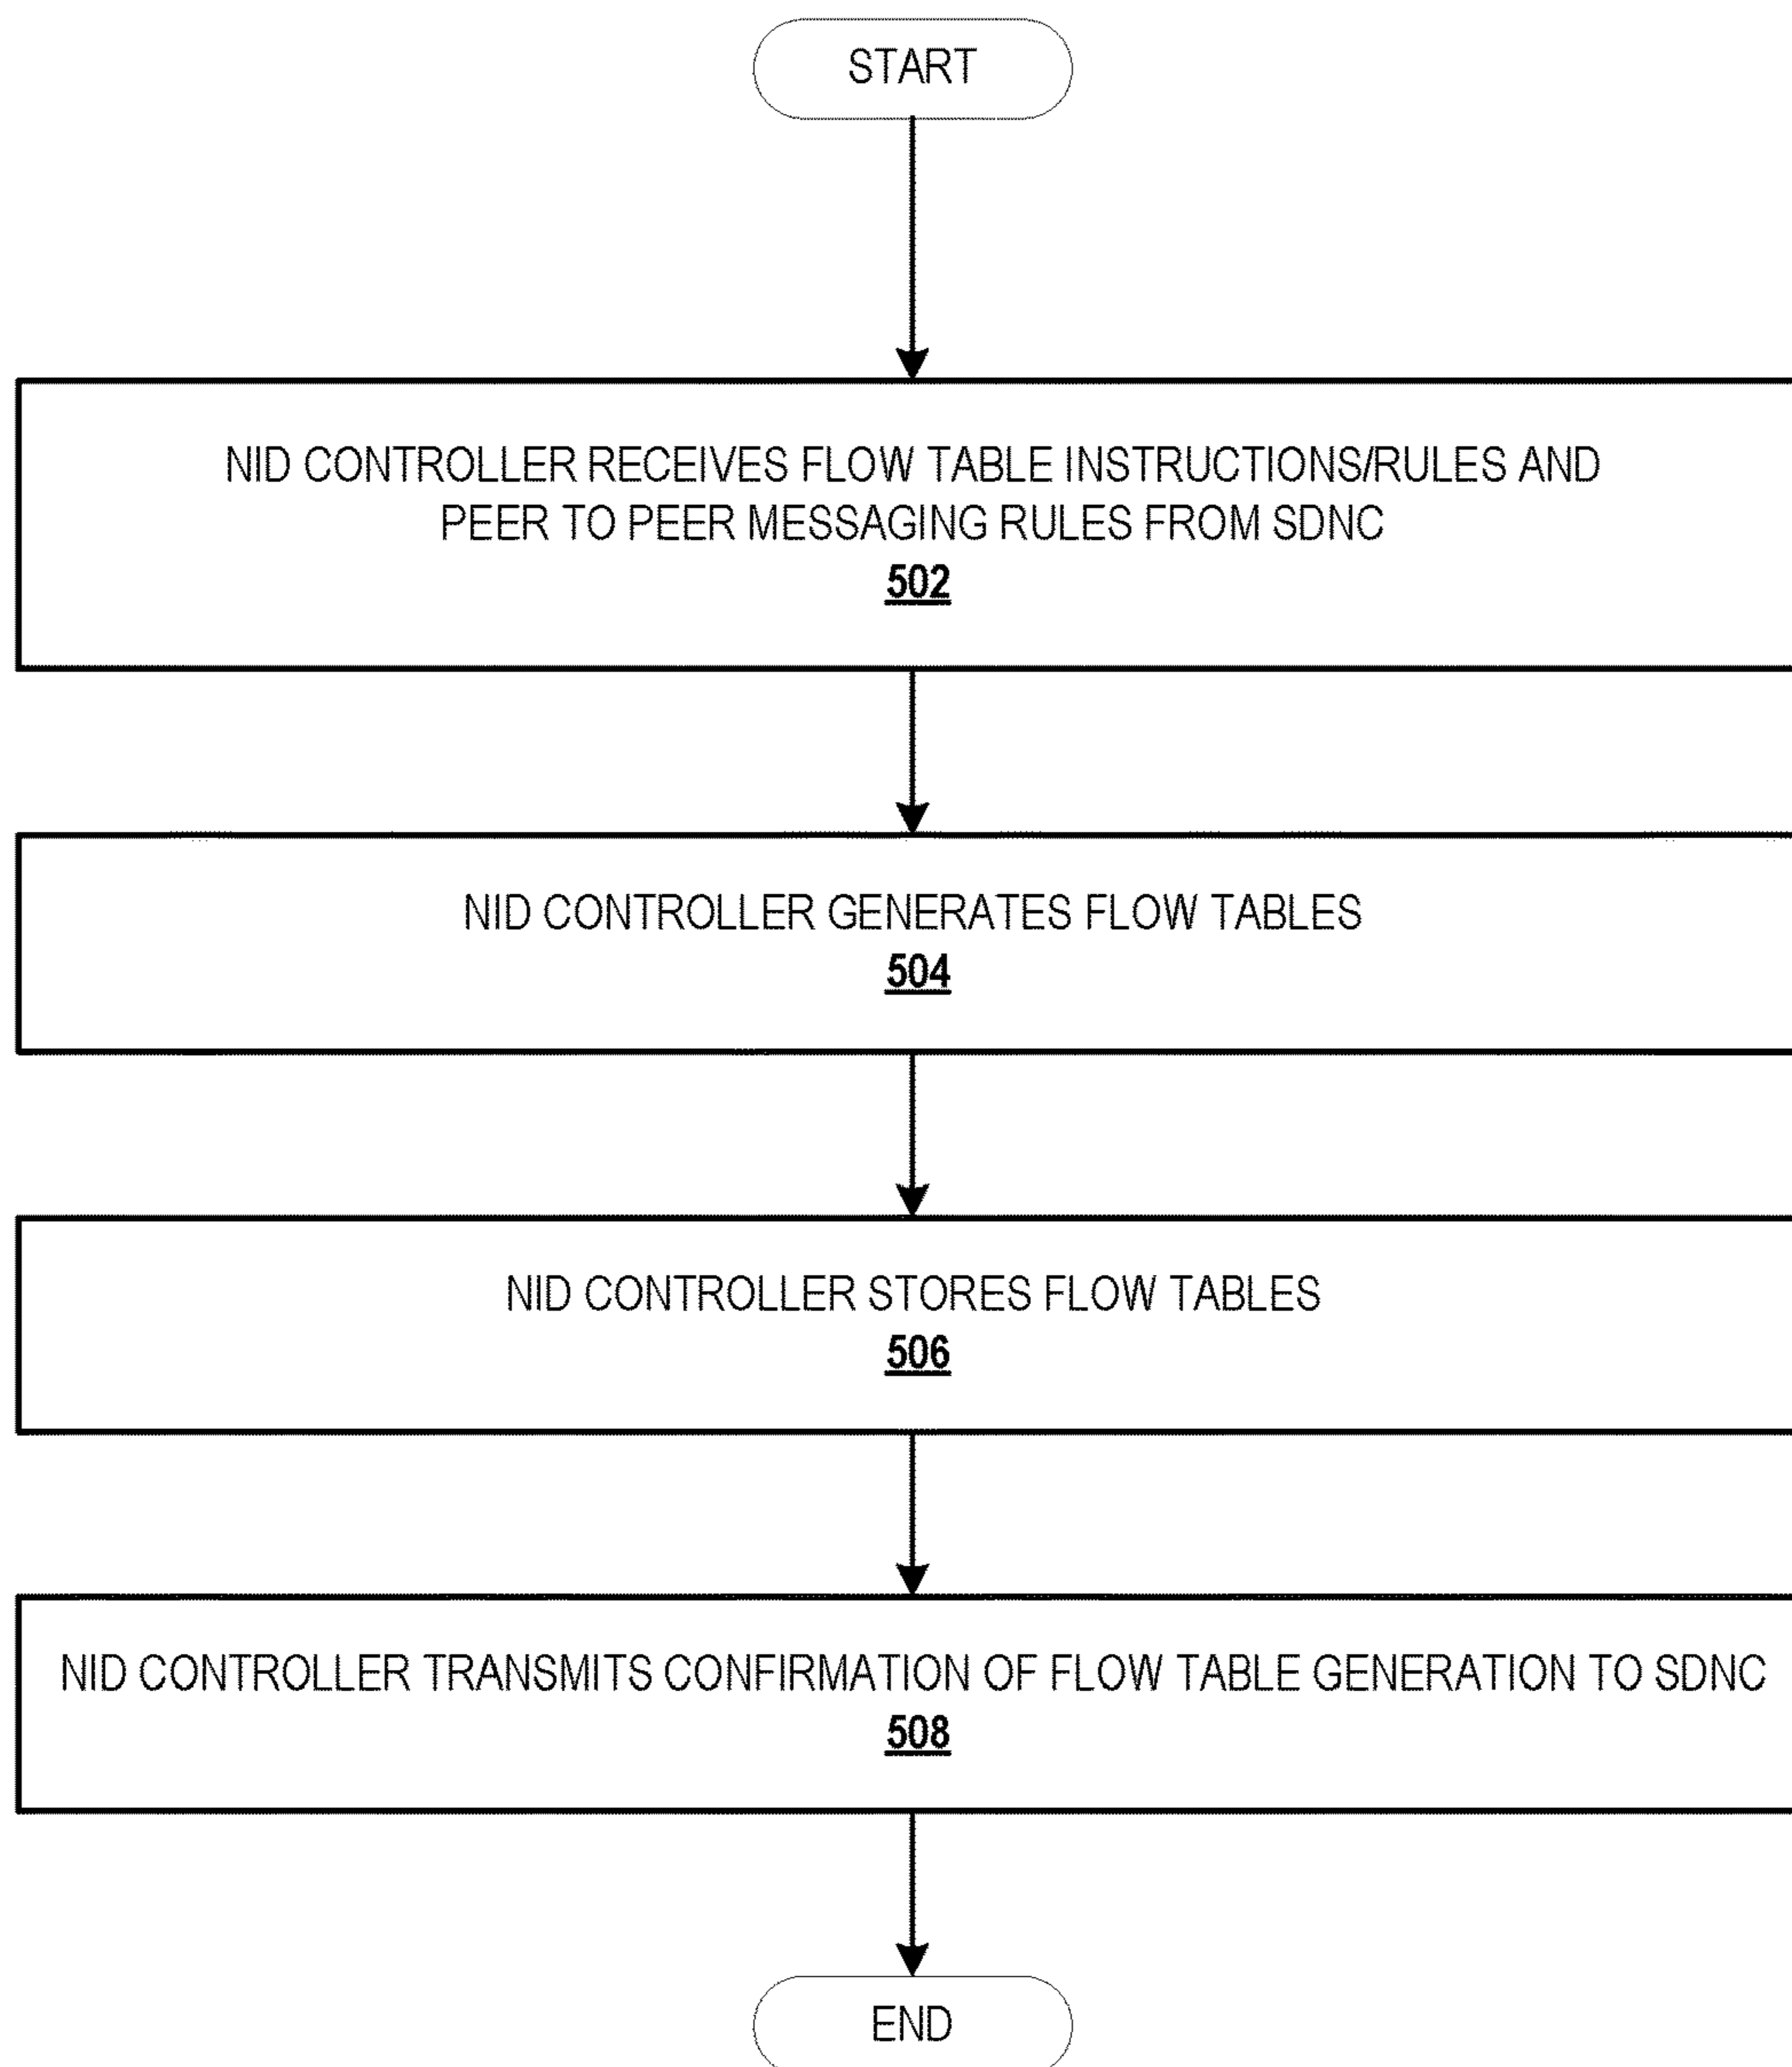 START
NID CONTROLLER RECEIVES FLOW TABLE INSTRUCTIONS/RULES AND
PEER TO PEER MESSAGING RULES FROM SDNC
502
NID CONTROLLER GENERATES FLOW TABLES
504
NID CONTROLLER STORES FLOW TABLES
506
NID CONTROLLER TRANSMITS CONFIRMATION OF FLOW TABLE GENERATION TO SDNC
508
END